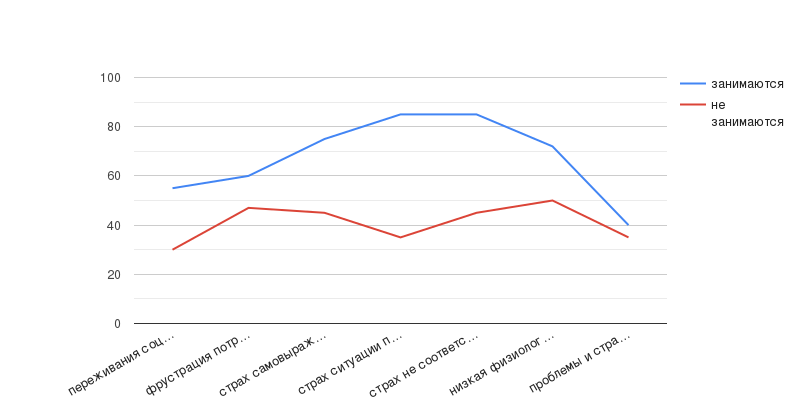 100
80
60
40
20
0
переживания соц…
фрустрация потр…
страх самовыраж…
страх ситуации п…
страх не соответс…
низкая физиолог…
проблемы и стра…
занимаются
не
занимаются